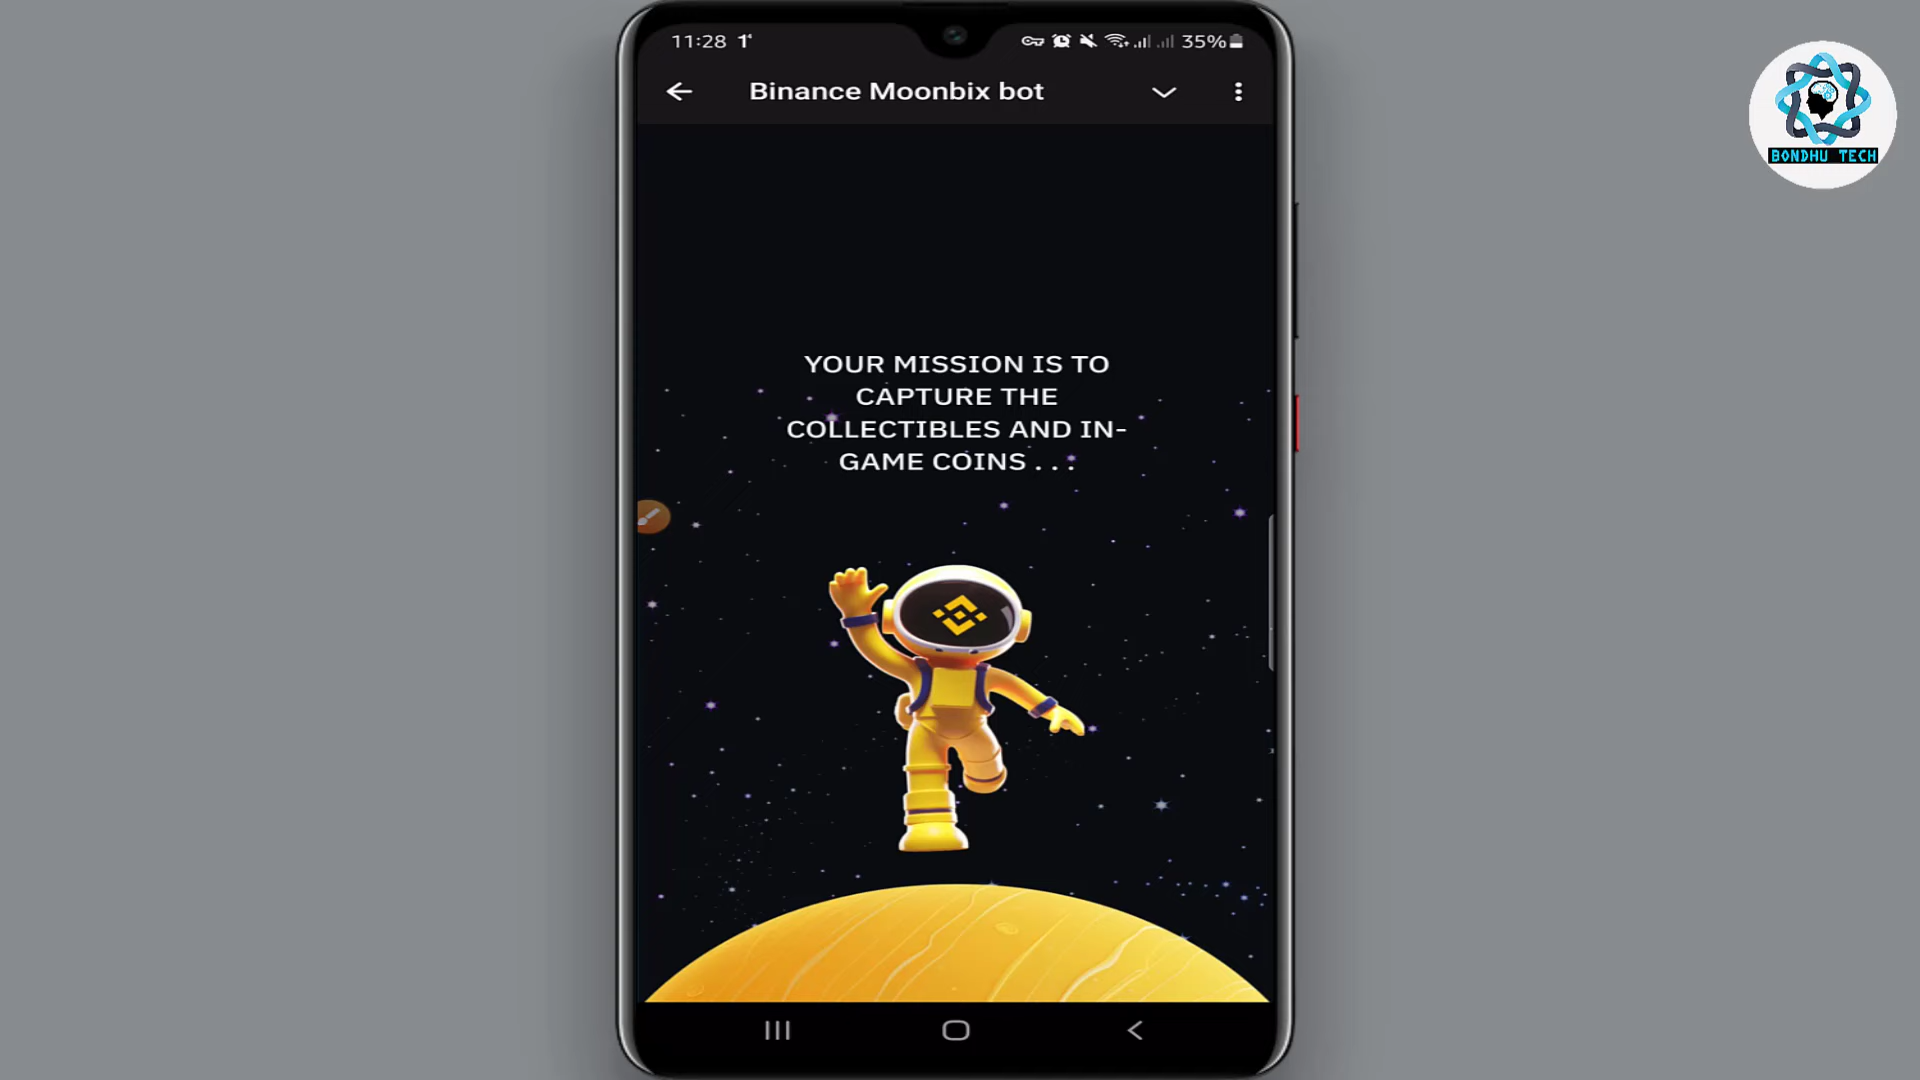 11:28
35%
Binance Moonbix bot
YOUR MISSION IS TO
CAPTURE THE
COLLECTIBLES AND IN-
GAME COINS . . .
BONDHU TECH